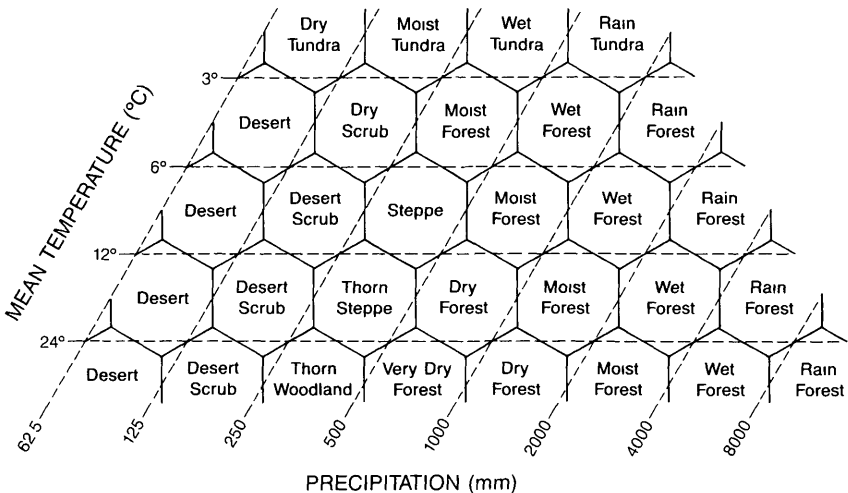 Dry Moist Wet Rain
Tundra Tundra Tundra Tundra
3°
Desert Dry Scrub Moist Forest Wet Forest Rain Forest
6°
Desert Desert Scrub Steppe Moist Forest Wet Forest Rain Forest
12°
Desert Desert Scrub Thorn Steppe Dry Forest Moist Forest Wet Forest Rain Forest
24°
Desert Desert Scrub Thorn Woodland Very Dry Forest Dry Forest Moist Forest Wet Forest Rain Forest
62 5 125 250 500 1000 2000 4000 8000
MEAN TEMPERATURE (ºC)
PRECIPITATION (mm)